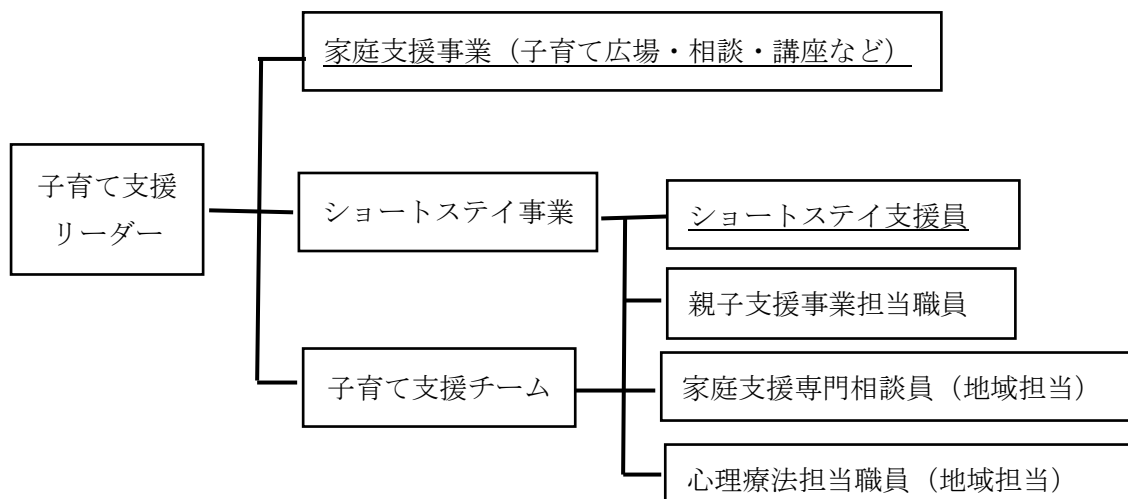 家庭支援事業（子育て広場・相談・講座など）
子育て支援
リーダー
ショートステイ事業
ショートステイ支援員
親子支援事業担当職員
子育て支援チーム
家庭支援専門相談員（地域担当）
心理療法担当職員（地域担当）